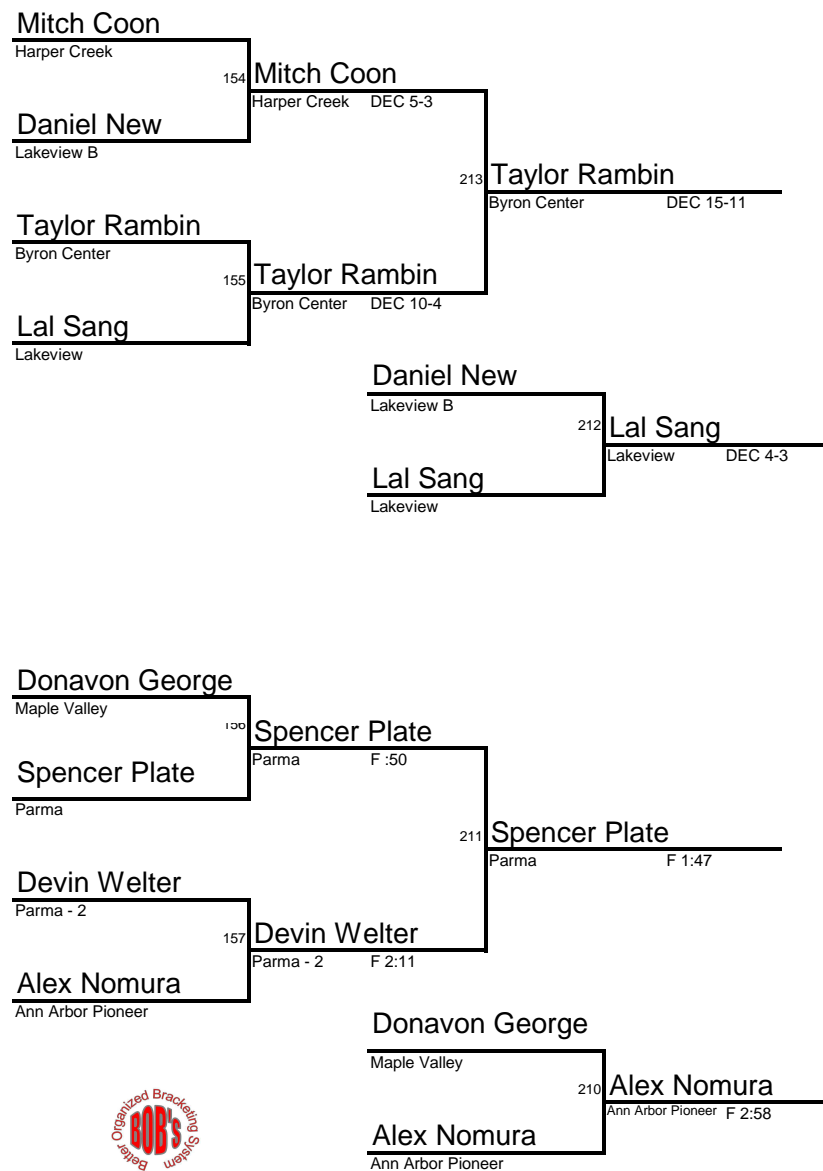 Mitch Coon
Harper Creek
154 Mitch Coon
Harper Creek DEC 5-3
Daniel New
Lakeview B
213 Taylor Rambin
Byron Center DEC 15-11
Taylor Rambin
Byron Center
155 Taylor Rambin
Byron Center DEC 10-4
Lal Sang
Lakeview
Daniel New
Lakeview B
212 Lal Sang
Lakeview DEC 4-3
Lal Sang
Lakeview
Donavon George
Maple Valley
156 Spencer Plate
Parma F :50
Spencer Plate
Parma
211 Spencer Plate
Parma F 1:47
Devin Welter
Parma - 2
157 Devin Welter
Parma - 2 F 2:11
Alex Nomura
Ann Arbor Pioneer
Donavon George
Maple Valley
210 Alex Nomura
Ann Arbor Pioneer F 2:58
Alex Nomura
Ann Arbor Pioneer
Better Organized Bracketing System
BOB'S